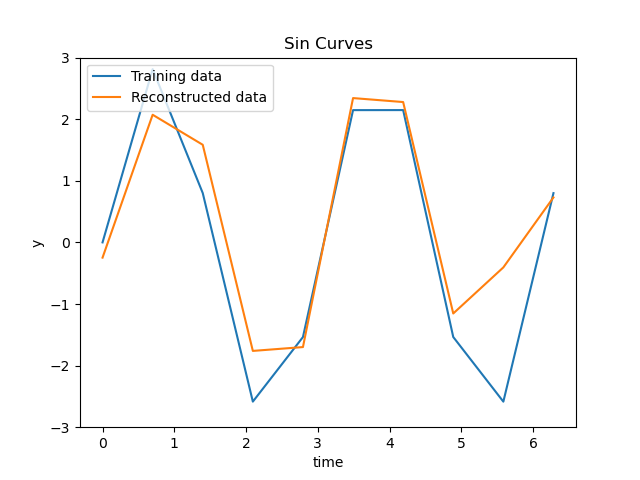 Sin Curves
Training data
Reconstructed data
3
2
1
0
−1
−2
−3
y
0 1 2 3 4 5 6
time